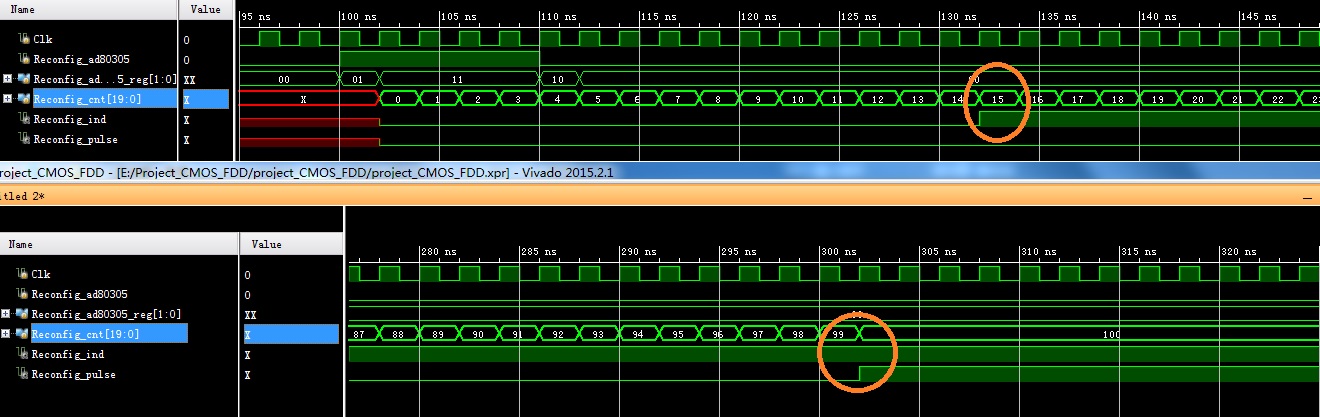 Name Value 95 ns 100 ns 105 ns 110 ns 115 ns 120 ns 125 ns 130 ns 135 ns 140 ns 145 ns
Clk 0
Reconfig_ad80305 0
Reconfig_ad...5_reg[1:0] XX 00 01 11 10
Reconfig_cnt[19:0] X X 0 1 2 3 4 5 6 7 8 9 10 11 12 13 14 15 16 17 18 19 20 21 22
Reconfig_ind X
Reconfig_pulse X
roject_CMOS_FDD - [E:/Project_CMOS_FDD/project_CMOS_FDD/project_CMOS_FDD.xpr] - Vivado 2015.2.1
titled 2*
Name Value 280 ns 285 ns 290 ns 295 ns 300 ns 305 ns 310 ns 315 ns 320 ns
Clk 0
Reconfig_ad80305 0
Reconfig_ad80305_reg[1:0] XX
Reconfig_cnt[19:0] X 87 88 89 90 91 92 93 94 95 96 97 98 99 100
Reconfig_ind X
Reconfig_pulse X